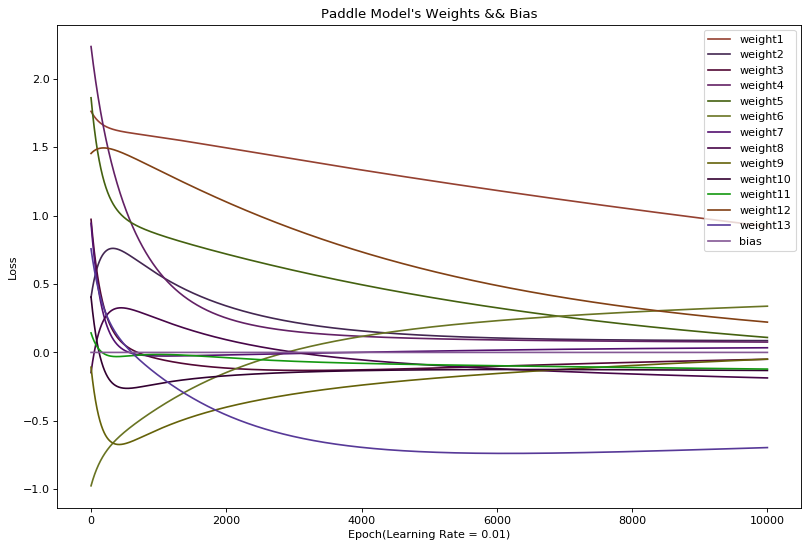 Paddle Model's Weights && Bias
weight1
weight2
weight3
weight4
weight5
weight6
weight7
weight8
weight9
weight10
weight11
weight12
weight13
bias
Loss
2.0
1.5
1.0
0.5
0.0
−0.5
−1.0
0
2000
4000
6000
8000
10000
Epoch(Learning Rate = 0.01)